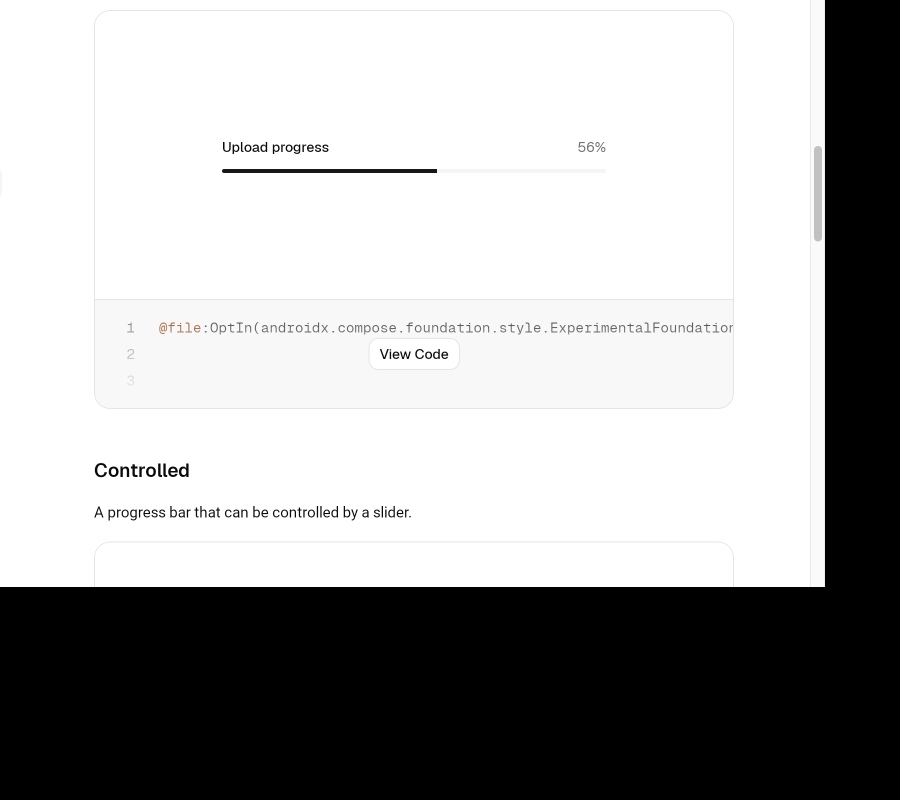 Upload progress 56%
1 @file:OptIn(androidx.compose.foundation.style.ExperimentalFoundation
2
View Code
3
Controlled
A progress bar that can be controlled by a slider.